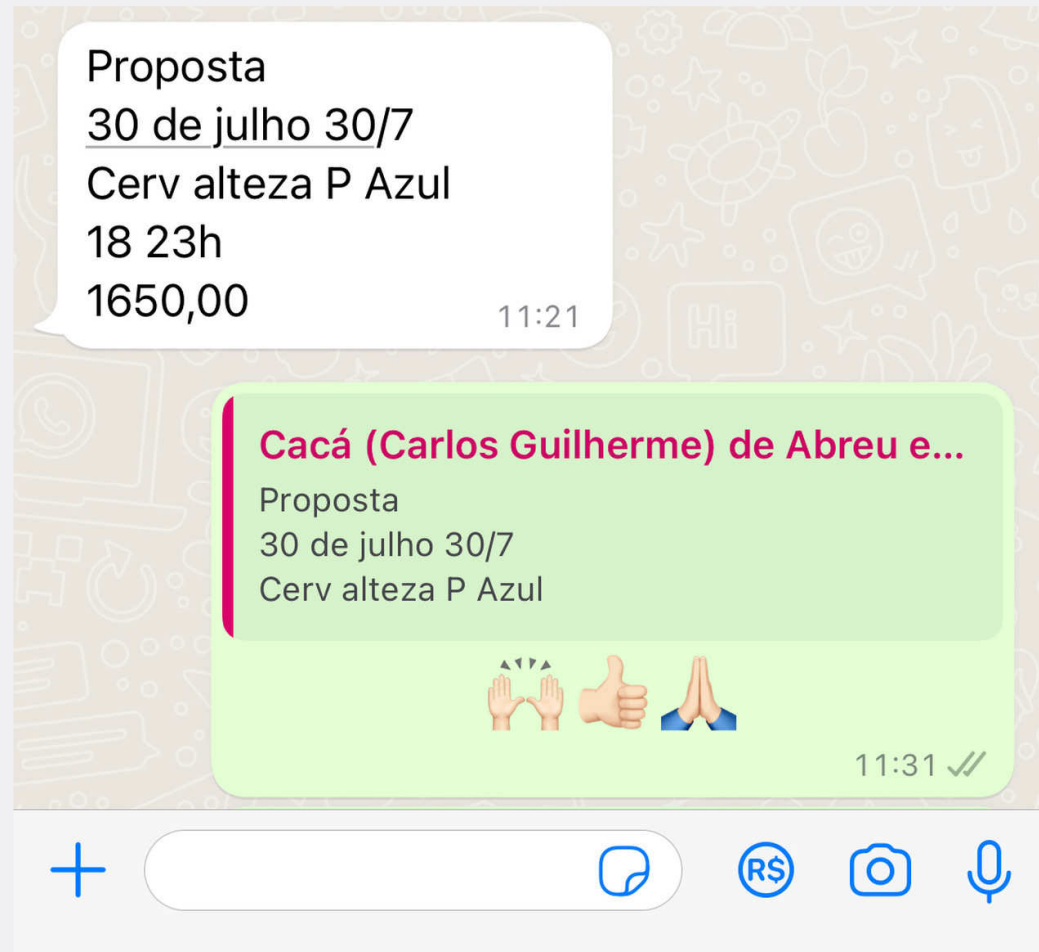 Proposta
30 de julho 30/7
Cerv alteza P Azul
18 23h
1650,00
11:21
Hi
Cacá (Carlos Guilherme) de Abreu e...
Proposta
30 de julho 30/7
Cerv alteza P Azul
11:31
R$